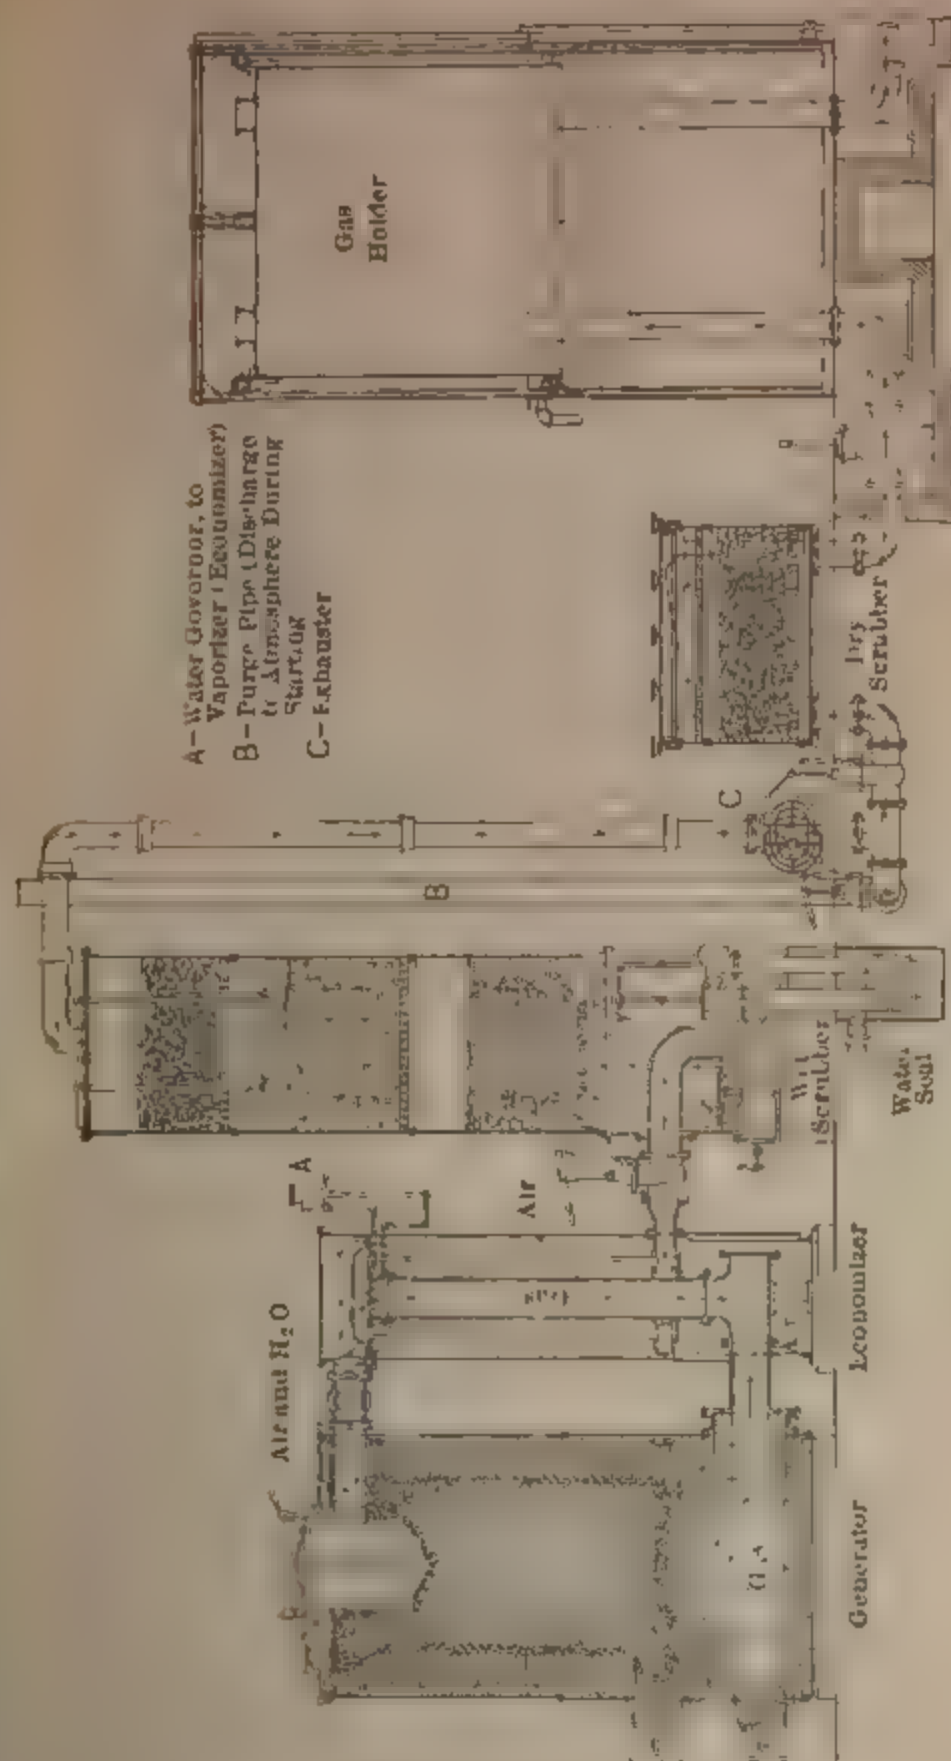 A-Water Governor, to
Vaporizer (Economizer)
B-Purge Pipe (Discharge
to Atmosphere During
Starting
C-Exhauster
Gas
Holder
Air and H₂O
A
Air
B
C
Dry
Scrubber
Wet
Scrubber
Water
Seal
Generator
Economizer